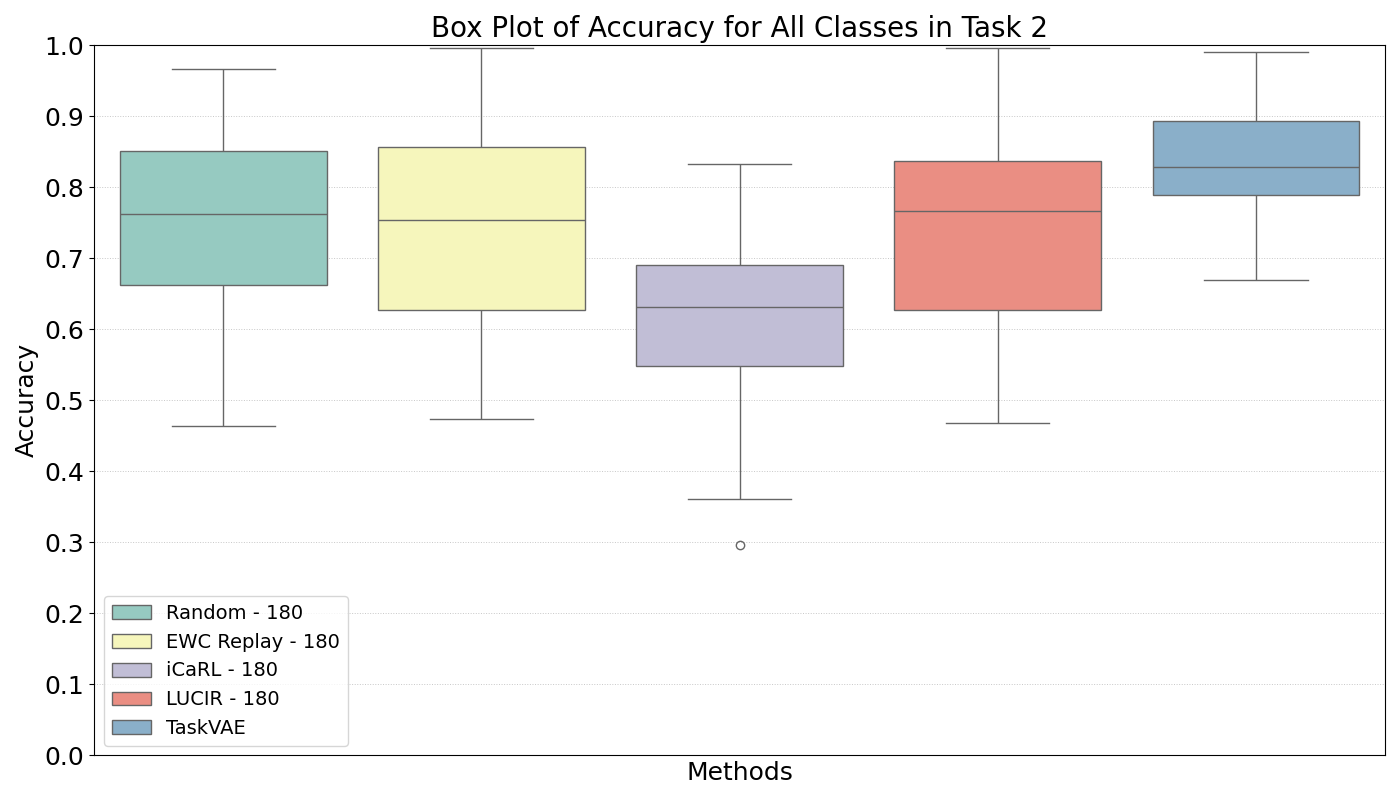 Box Plot of Accuracy for All Classes in Task 2
1.0
0.9
0.8
0.7
0.6
0.5
0.4
0.3
0.2
0.1
0.0
Accuracy
Random - 180
EWC Replay - 180
iCaRL - 180
LUCIR - 180
TaskVAE
Methods